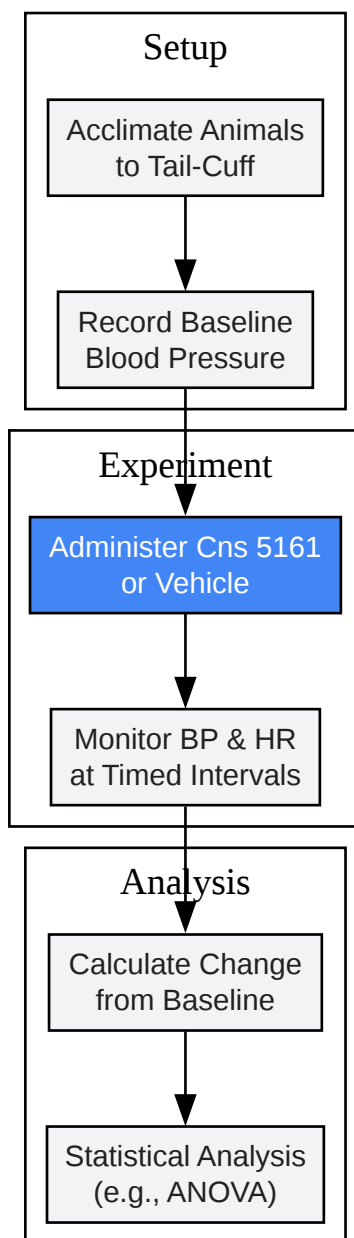 Setup
Acclimate Animals
to Tail-Cuff
Record Baseline
Blood Pressure
Experiment
Administer Cns 5161
or Vehicle
Monitor BP & HR
at Timed Intervals
Analysis
Calculate Change
from Baseline
Statistical Analysis
(e.g., ANOVA)